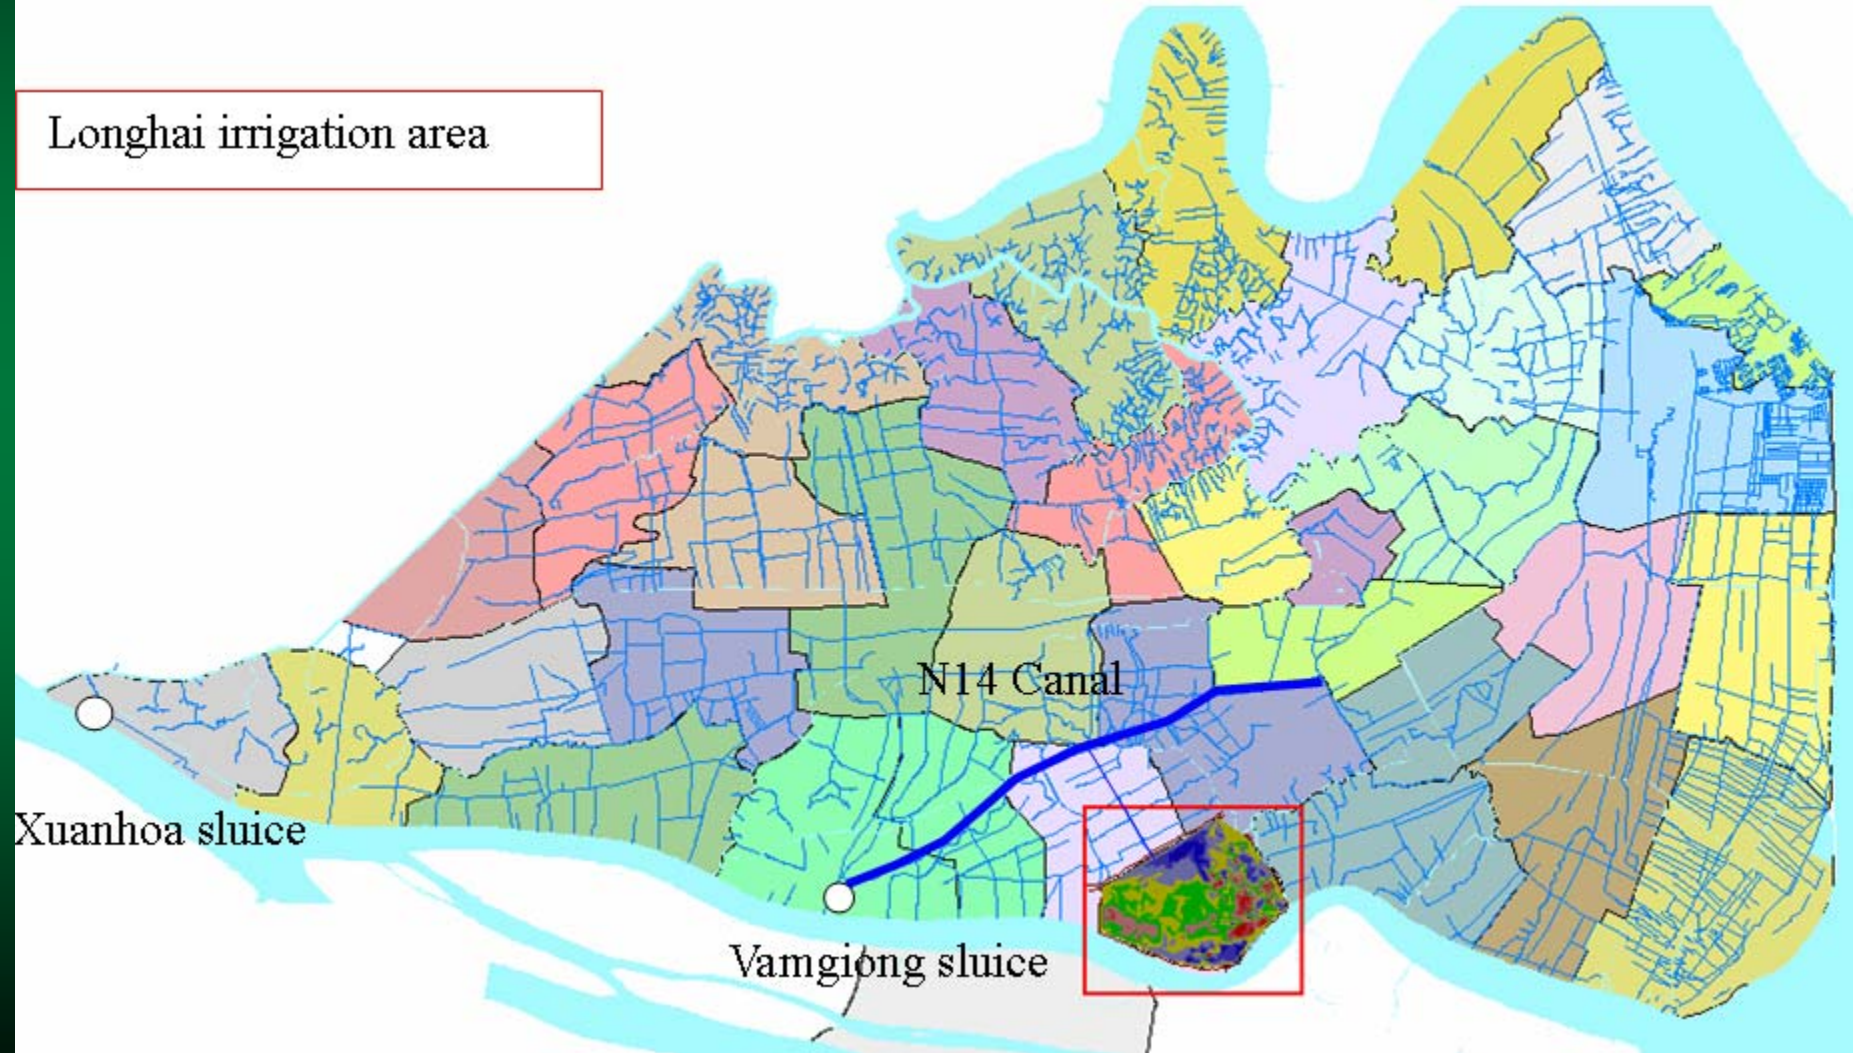 Longhai irrigation area
N14 Canal
Xuanhoa sluice
Vamgiong sluice